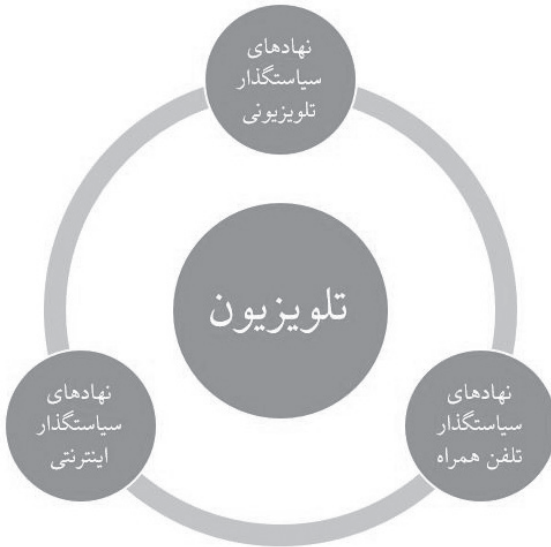 نهادهای
سیاستگذار
تلویزیونی
تلویزیون
نهادهای
سیاستگذار
تلفن همراه
نهادهای
سیاستگذار
اینترنتی